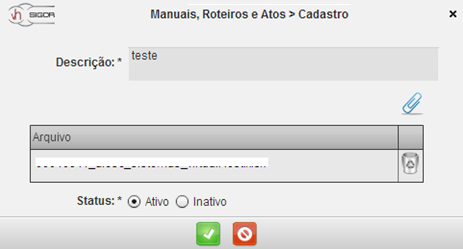 SIGOR
Manuais, Roteiros e Atos > Cadastro
Descrição: *
teste
Arquivo
Status: * Ativo Inativo